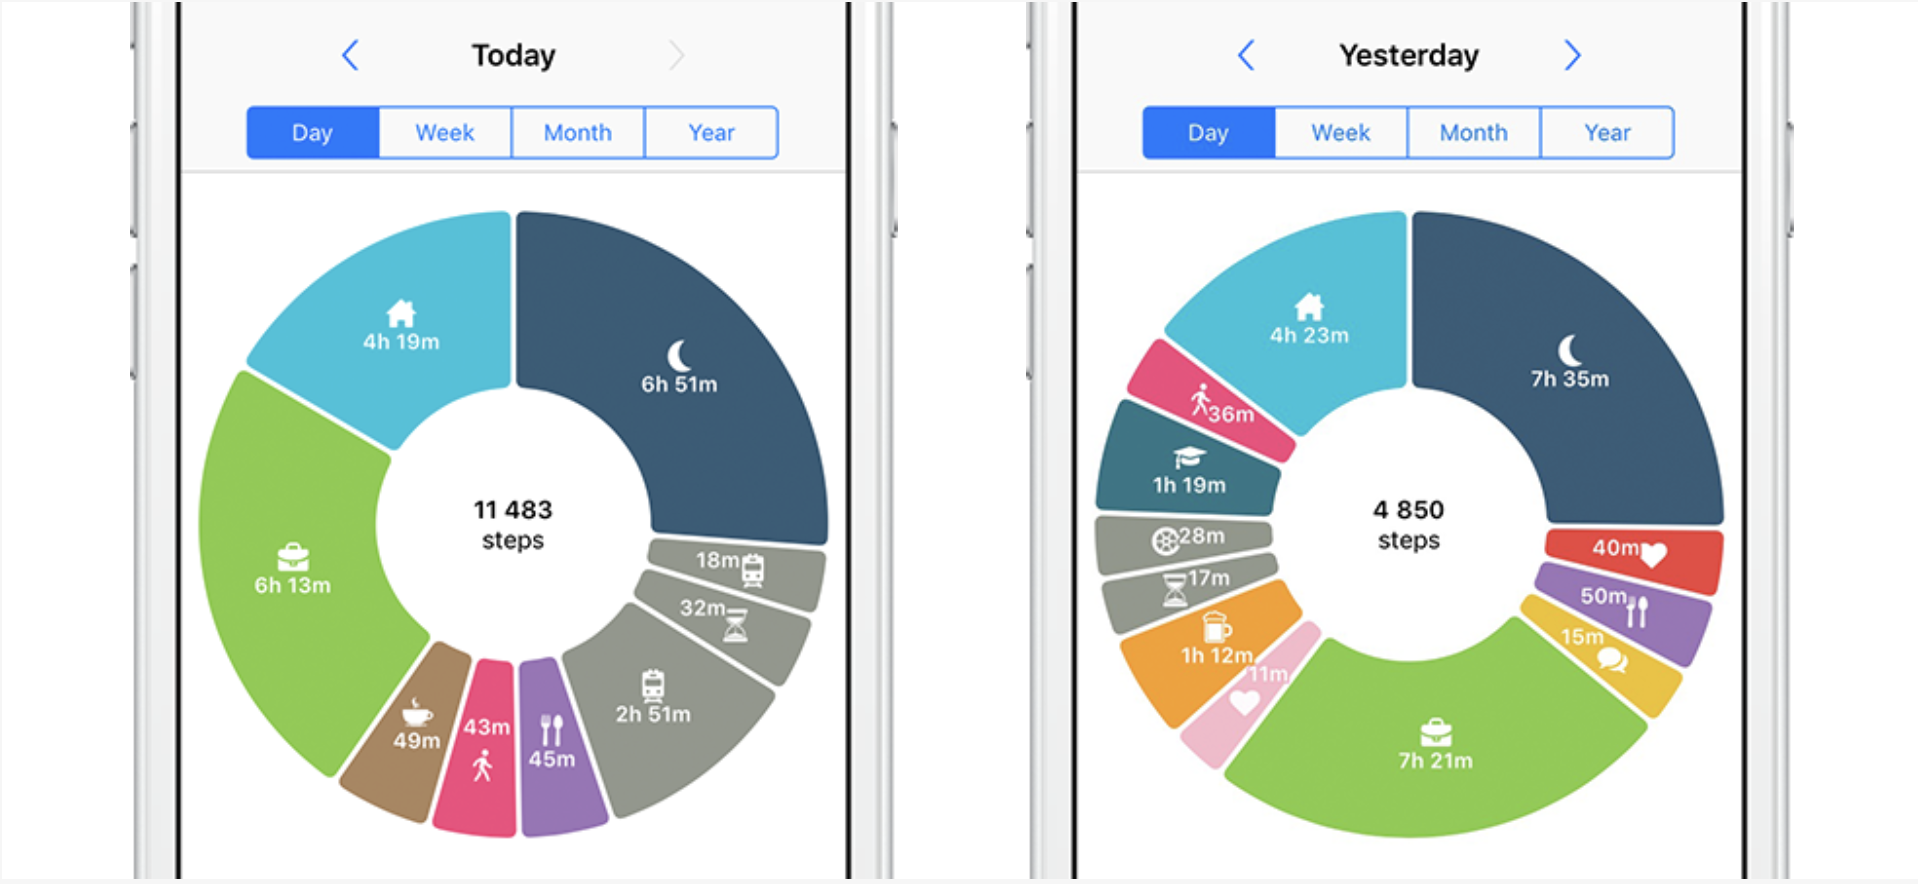 Today
Day
Week
Month
Year
4h 19m
6h 51m
18m
32m
2h 51m
45m
43m
49m
6h 13m
11 483
steps
Yesterday
Day
Week
Month
Year
4h 23m
7h 35m
40m
50m
15m
7h 21m
11m
1h 12m
17m
28m
1h 19m
36m
4 850
steps